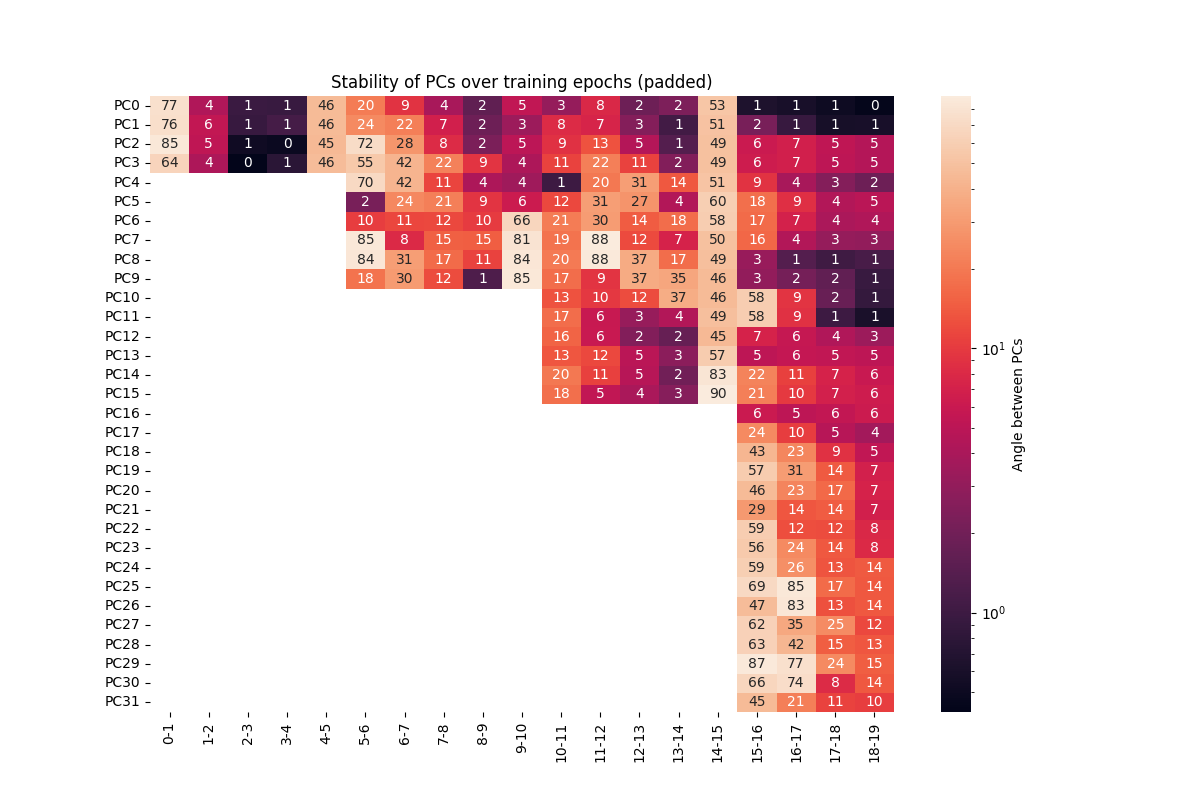 Stability of PCs over training epochs (padded)
PC0 77 4 1 1 46 20 9 4 2 5 3 8 2 2 53 1 1 1 0
PC1 76 6 1 1 46 24 22 7 2 3 8 7 3 1 51 2 1 1 1
PC2 85 5 1 0 45 72 28 8 2 5 9 13 5 1 49 6 7 5 5
PC3 64 4 0 1 46 55 42 22 9 4 11 22 11 2 49 6 7 5 5
PC4 70 42 11 4 4 1 20 31 14 51 9 4 3 2
PC5 2 24 21 9 6 12 31 27 4 60 18 9 4 5
PC6 10 11 12 10 66 21 30 14 18 58 17 7 4 4
PC7 85 8 15 15 81 19 88 12 7 50 16 4 3 3
PC8 84 31 17 11 84 20 88 37 17 49 3 1 1 1
PC9 18 30 12 1 85 17 9 37 35 46 3 2 2 1
PC10 13 10 12 37 46 58 9 2 1
PC11 17 6 3 4 49 58 9 1 1
PC12 16 6 2 2 45 7 6 4 3
PC13 13 12 5 3 57 5 6 5 5
PC14 20 11 5 2 83 22 11 7 6
PC15 18 5 4 3 90 21 10 7 6
PC16 6 5 6 6
PC17 24 10 5 4
PC18 43 23 9 5
PC19 57 31 14 7
PC20 46 23 17 7
PC21 29 14 14 7
PC22 59 12 12 8
PC23 56 24 14 8
PC24 59 26 13 14
PC25 69 85 17 14
PC26 47 83 13 14
PC27 62 35 25 12
PC28 63 42 15 13
PC29 87 77 24 15
PC30 66 74 8 14
PC31 45 21 11 10
0-1 1-2 2-3 3-4 4-5 5-6 6-7 7-8 8-9 9-10 10-11 11-12 12-13 13-14 14-15 15-16 16-17 17-18 18-19
10¹
10⁰
Angle between PCs